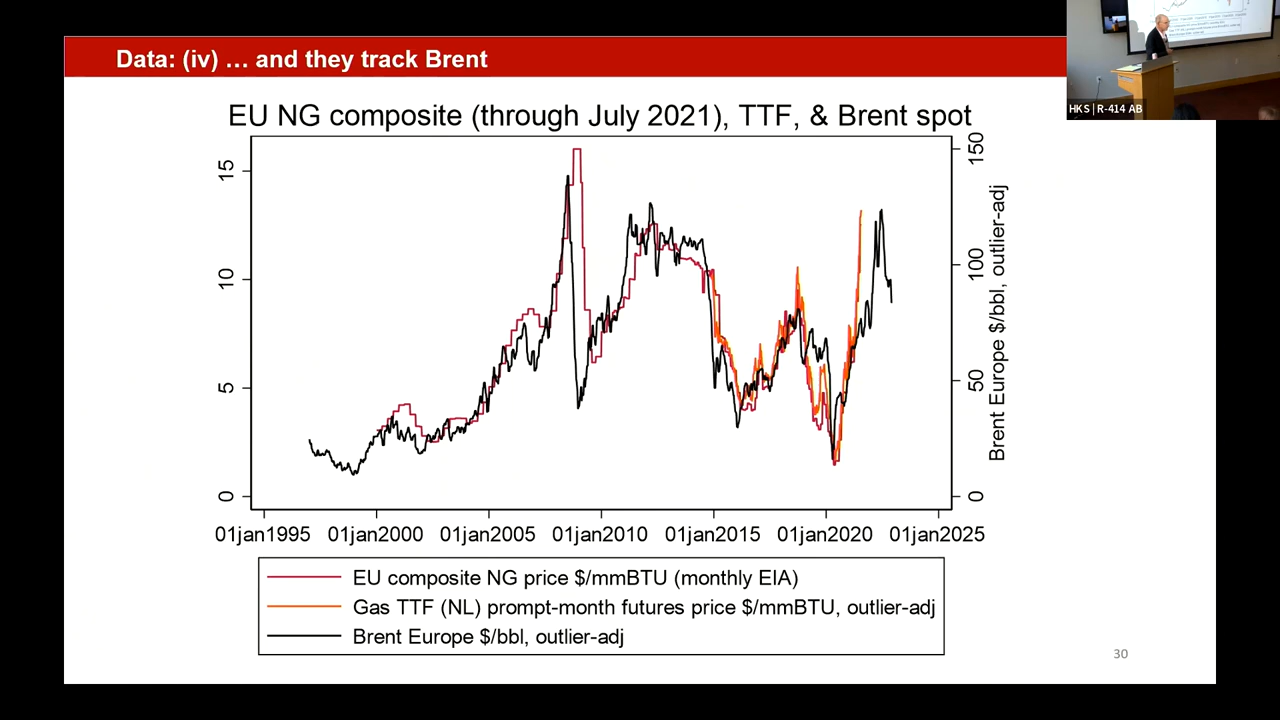 Data: (iv) … and they track Brent
HKS | R-414 AB
EU NG composite (through July 2021), TTF, & Brent spot
15
10
5
0
150
100
50
0
Brent Europe $/bbl, outlier-adj
01jan1995 01jan2000 01jan2005 01jan2010 01jan2015 01jan2020 01jan2025
EU composite NG price $/mmBTU (monthly EIA)
Gas TTF (NL) prompt-month futures price $/mmBTU, outlier-adj
Brent Europe $/bbl, outlier-adj
30